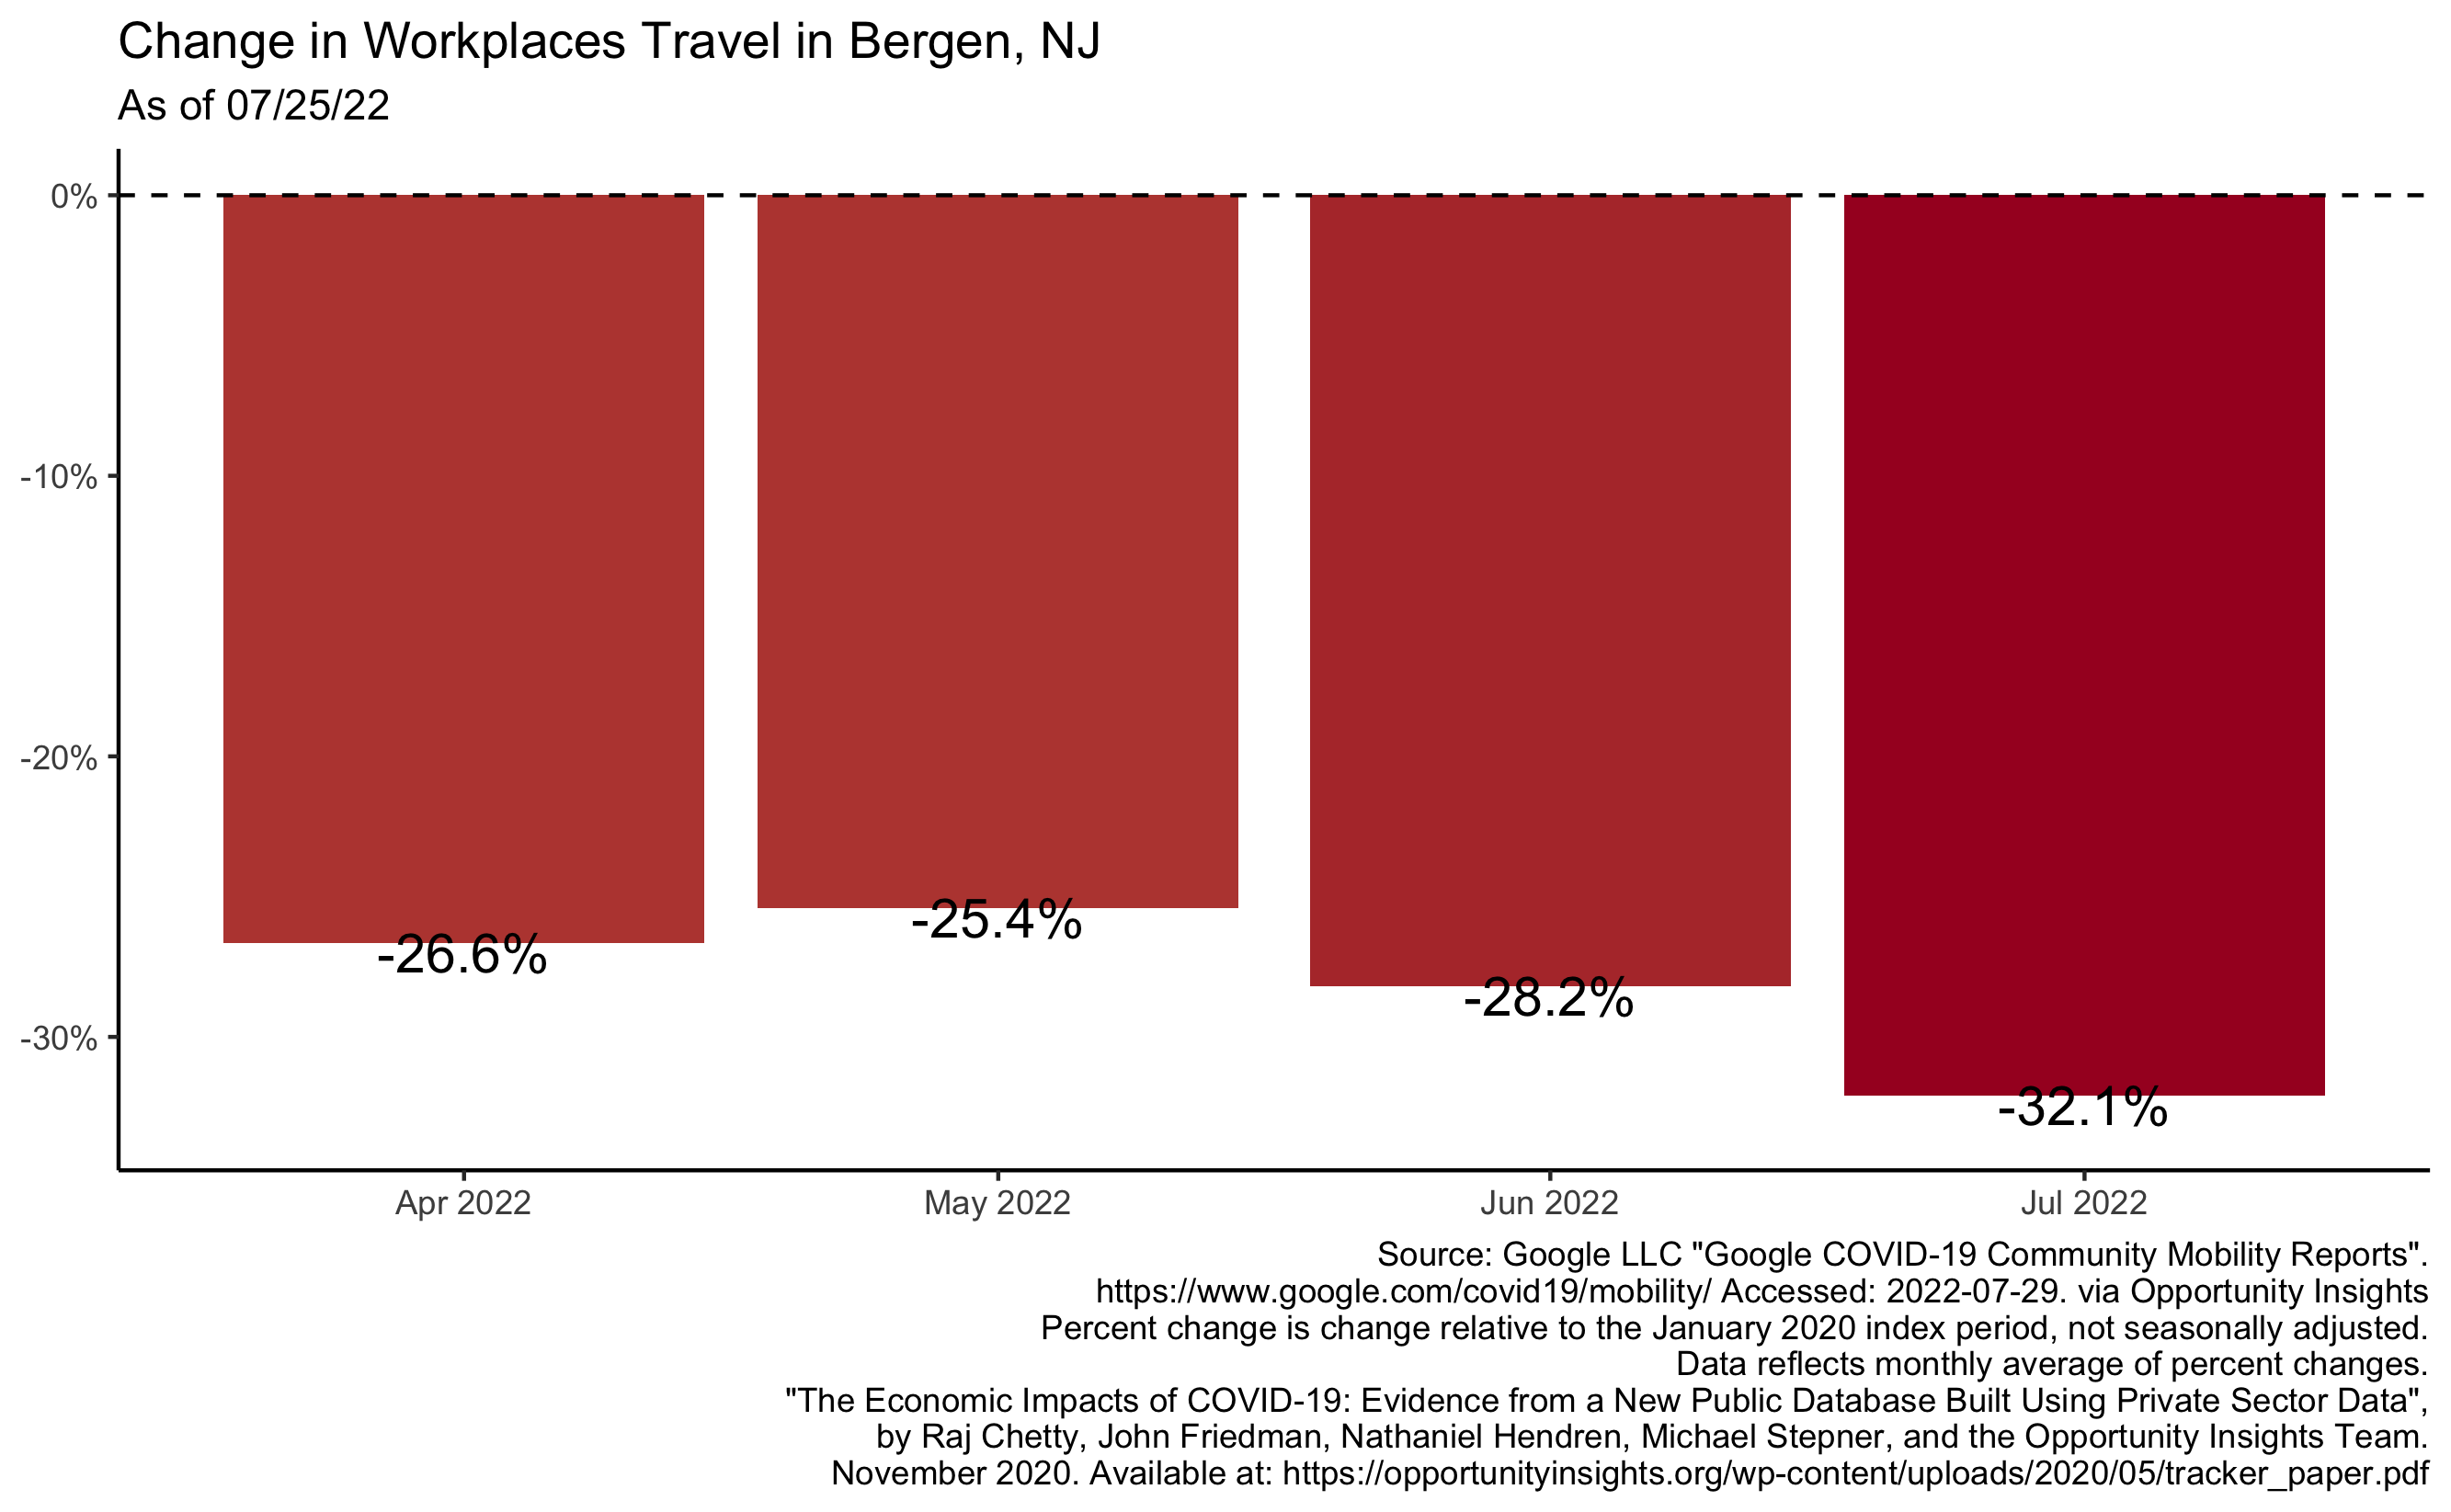 Change in Workplaces Travel in Bergen, NJ
As of 07/25/22
0%
-10%
-20%
-30%
-26.6%
-25.4%
-28.2%
-32.1%
Apr 2022
May 2022
Jun 2022
Jul 2022
Source: Google LLC "Google COVID-19 Community Mobility Reports".
https://www.google.com/covid19/mobility/ Accessed: 2022-07-29. via Opportunity Insights
Percent change is change relative to the January 2020 index period, not seasonally adjusted.
Data reflects monthly average of percent changes.
"The Economic Impacts of COVID-19: Evidence from a New Public Database Built Using Private Sector Data",
by Raj Chetty, John Friedman, Nathaniel Hendren, Michael Stepner, and the Opportunity Insights Team.
November 2020. Available at: https://opportunityinsights.org/wp-content/uploads/2020/05/tracker_paper.pdf